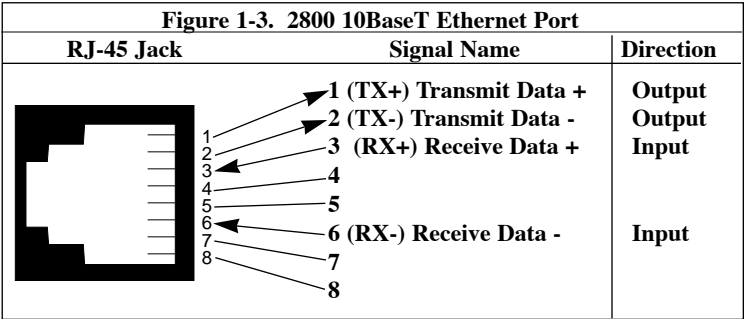 Figure 1-3. 2800 10BaseT Ethernet Port
RJ-45 Jack Signal Name Direction
1 1 (TX+) Transmit Data + Output
2 2 (TX-) Transmit Data - Output
3 3 (RX+) Receive Data + Input
4 4
5 5
6 6 (RX-) Receive Data - Input
7 7
8 8